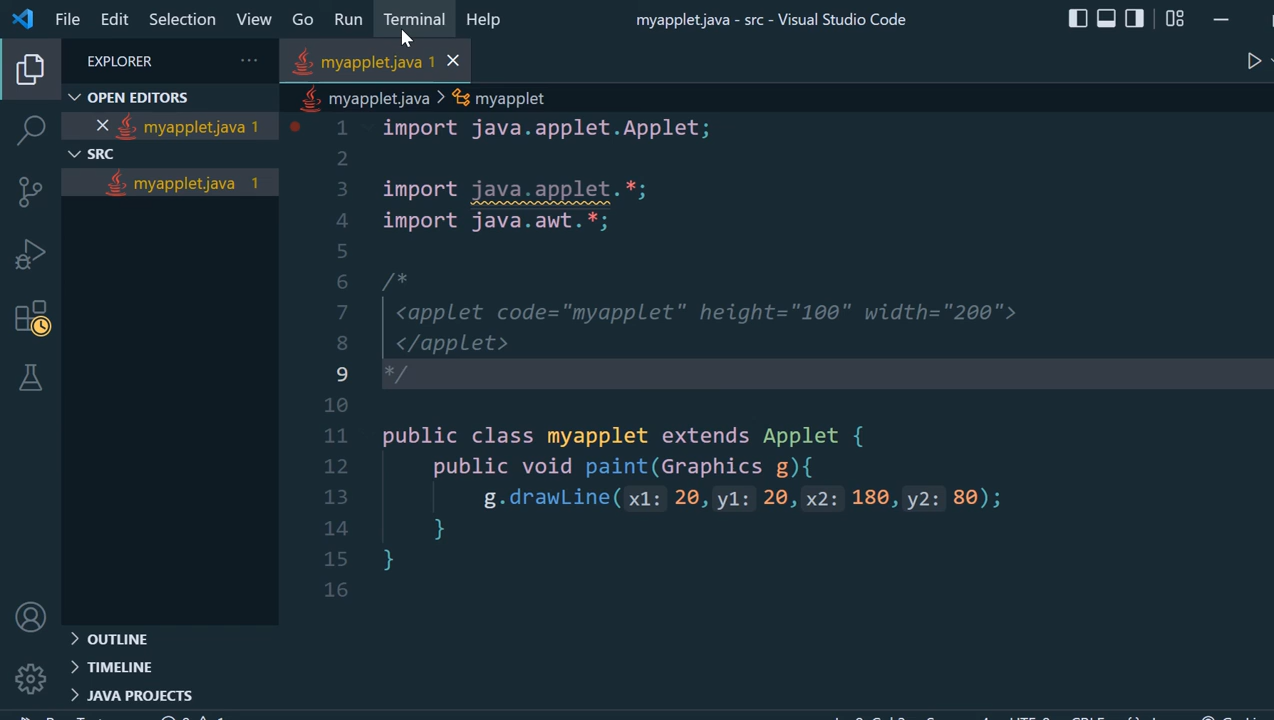 File Edit Selection View Go Run Terminal Help myapplet.java - src - Visual Studio Code
EXPLORER ··· myapplet.java 1
OPEN EDITORS myapplet.java > myapplet
myapplet.java 1
SRC
myapplet.java 1
1 import java.applet.Applet;
2
3 import java.applet.*;
4 import java.awt.*;
5
6 /*
7 <applet code="myapplet" height="100" width="200">
8 </applet>
9 */
10
11 public class myapplet extends Applet {
12 public void paint(Graphics g){
13 g.drawLine(x1: 20,y1: 20,x2: 180,y2: 80);
14 }
15 }
16
OUTLINE
TIMELINE
JAVA PROJECTS